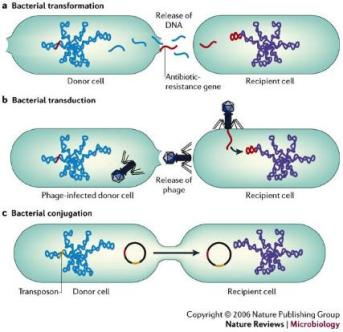 a Bacterial transformation
Release of
DNA
Donor cell
Antibiotic-
resistance gene
Recipient cell
b Bacterial transduction
Phage-infected donor cell
Release of
phage
Recipient cell
c Bacterial conjugation
Transposon
Donor cell
Recipient cell
Copyright © 2006 Nature Publishing Group
Nature Reviews | Microbiology